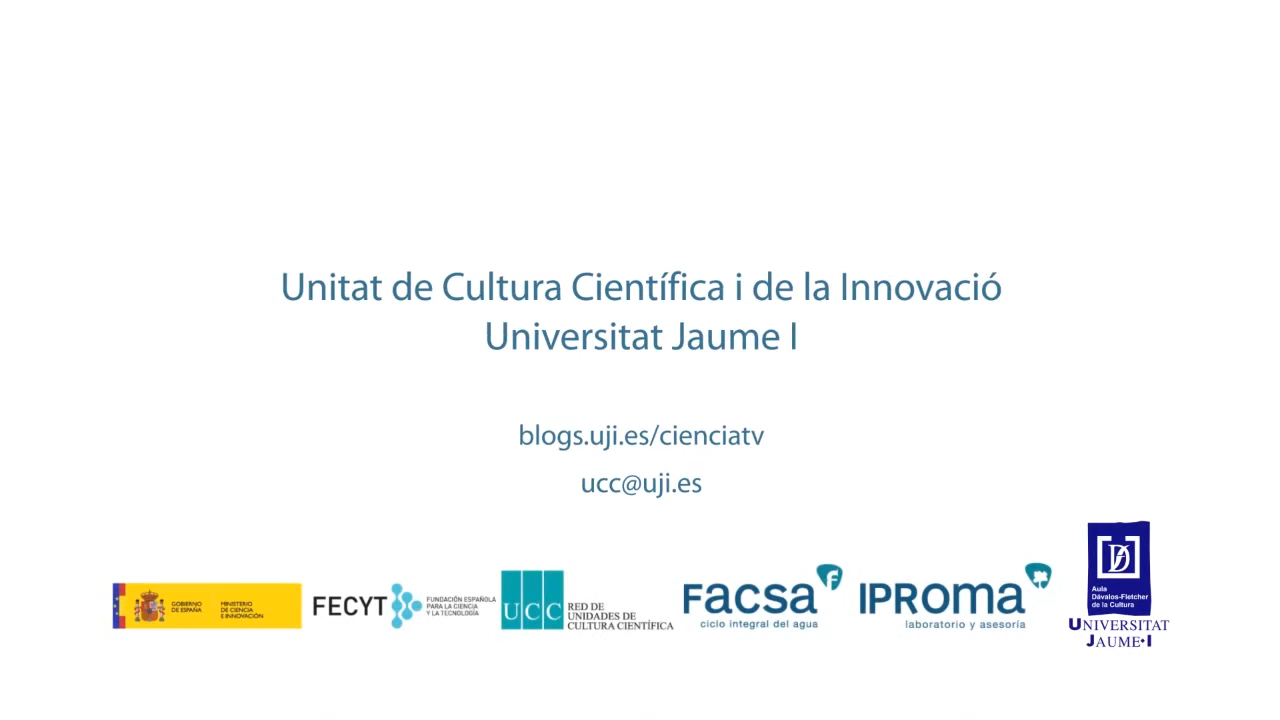 Unitat de Cultura Científica i de la Innovació
Universitat Jaume I
blogs.uji.es/cienciatv
ucc@uji.es
GOBIERNO
DE ESPAÑA
MINISTERIO
DE CIENCIA
E INNOVACIÓN
FECYT
FUNDACIÓN ESPAÑOLA
PARA LA CIENCIA
Y LA TECNOLOGÍA
UCC
RED DE
UNIDADES DE
CULTURA CIENTÍFICA
FACSA
ciclo integral del agua
IPROMA
laboratorio y asesoría
Aula
Dávalos-Fletcher
de la Cultura
UNIVERSITAT
JAUME•I